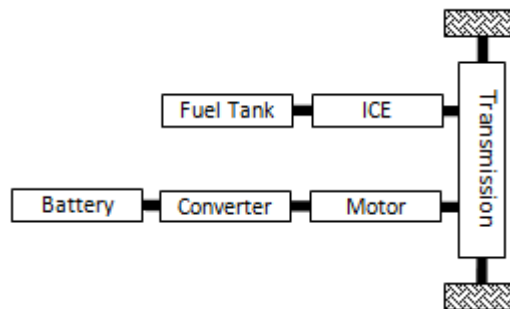 Fuel Tank
ICE
Transmission
Battery
Converter
Motor